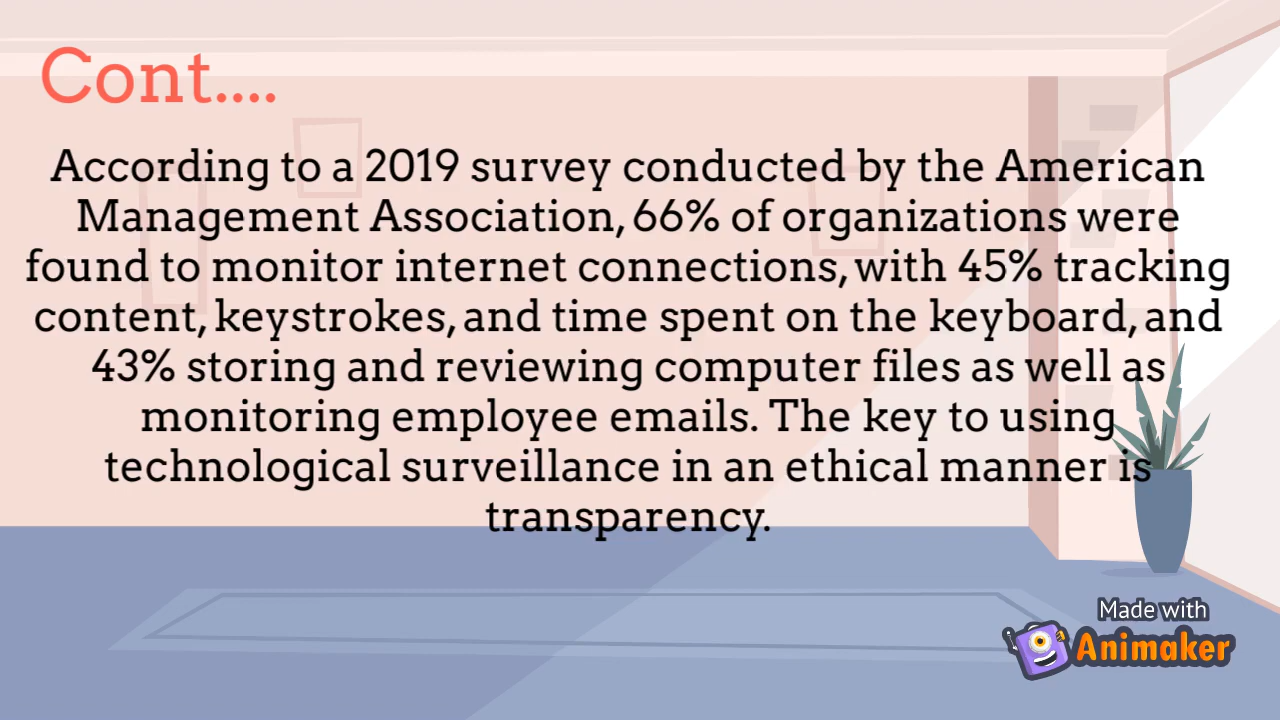 Cont....
According to a 2019 survey conducted by the American
Management Association, 66% of organizations were
found to monitor internet connections, with 45% tracking
content, keystrokes, and time spent on the keyboard, and
43% storing and reviewing computer files as well as
monitoring employee emails. The key to using
technological surveillance in an ethical manner is
transparency.
Made with
Animaker